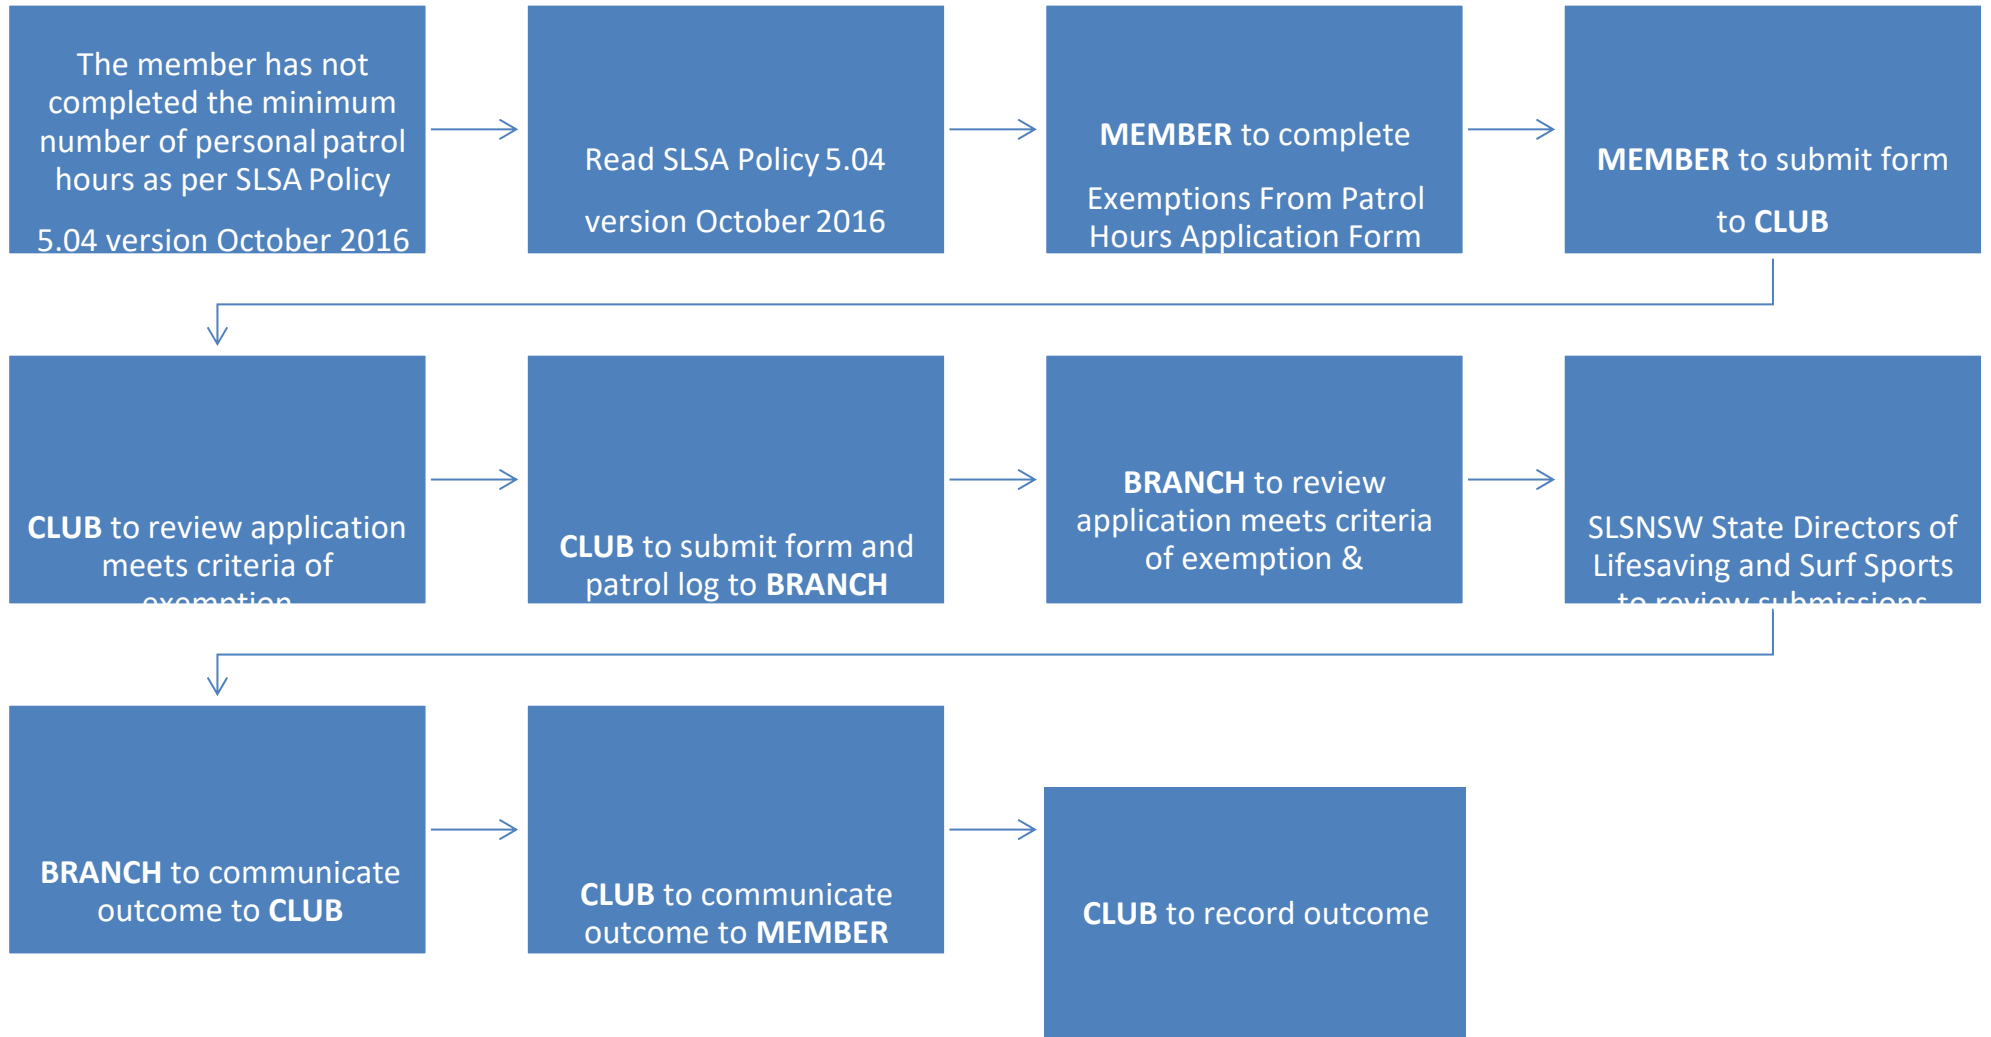 The member has not
completed the minimum
number of personal patrol
hours as per SLSA Policy
5.04 version October 2016
Read SLSA Policy 5.04
version October 2016
MEMBER to complete
Exemptions From Patrol
Hours Application Form
MEMBER to submit form
to CLUB
CLUB to review application
meets criteria of
exemption
CLUB to submit form and
patrol log to BRANCH
BRANCH to review
application meets criteria
of exemption &
SLSNSW State Directors of
Lifesaving and Surf Sports
to review submissions
BRANCH to communicate
outcome to CLUB
CLUB to communicate
outcome to MEMBER
CLUB to record outcome